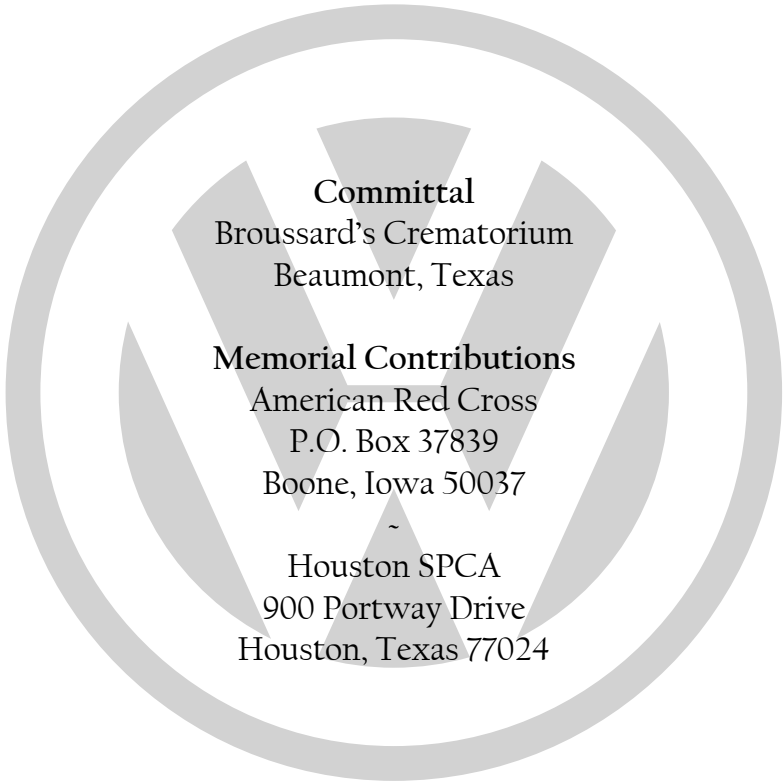 Committal
Broussard’s Crematorium
Beaumont, Texas
Memorial Contributions
American Red Cross
P.O. Box 37839
Boone, Iowa 50037
~
Houston SPCA
900 Portway Drive
Houston, Texas 77024